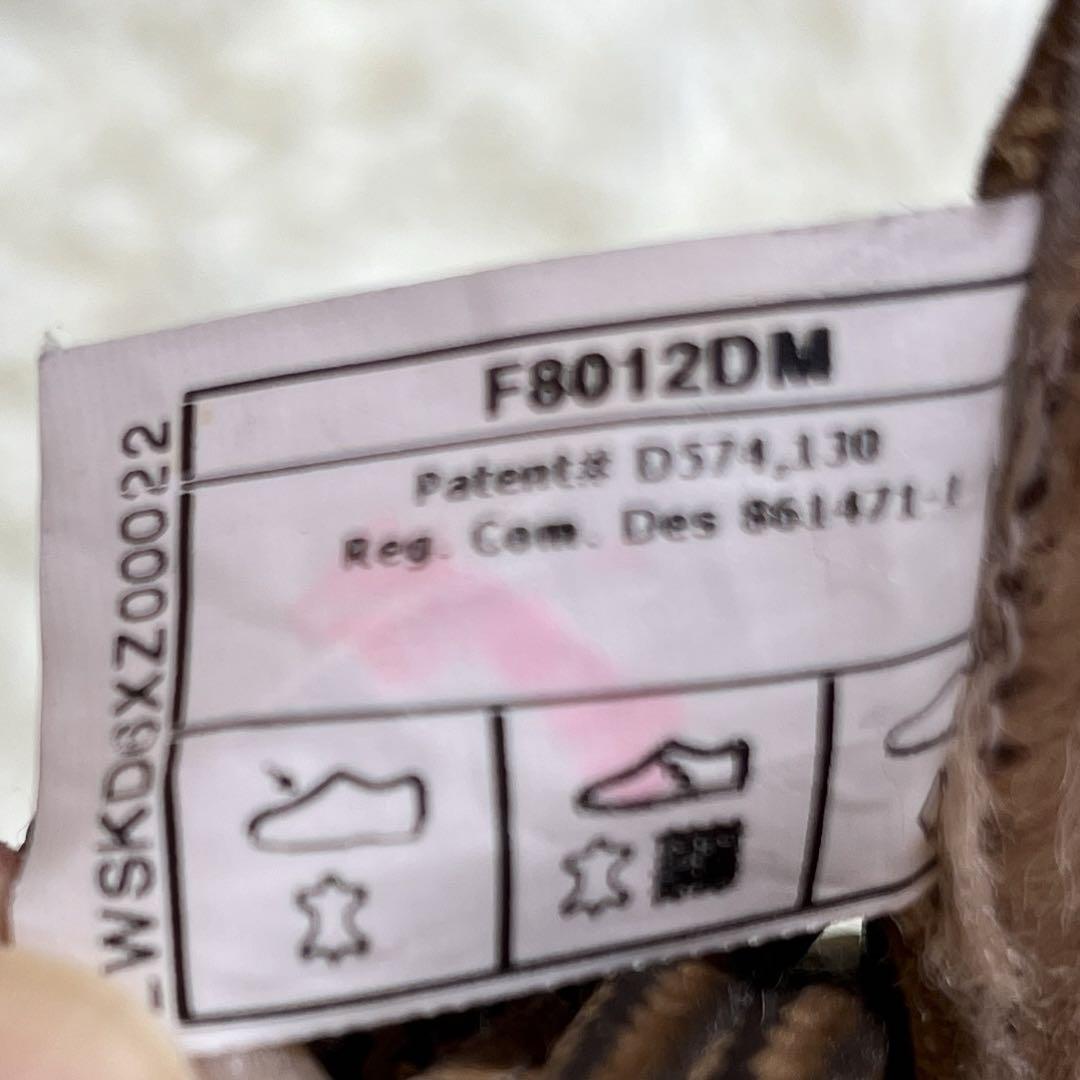 F8012DM
Patent# D574,130
Reg. Com. Des 861471-1
-WSKD6XZ00022